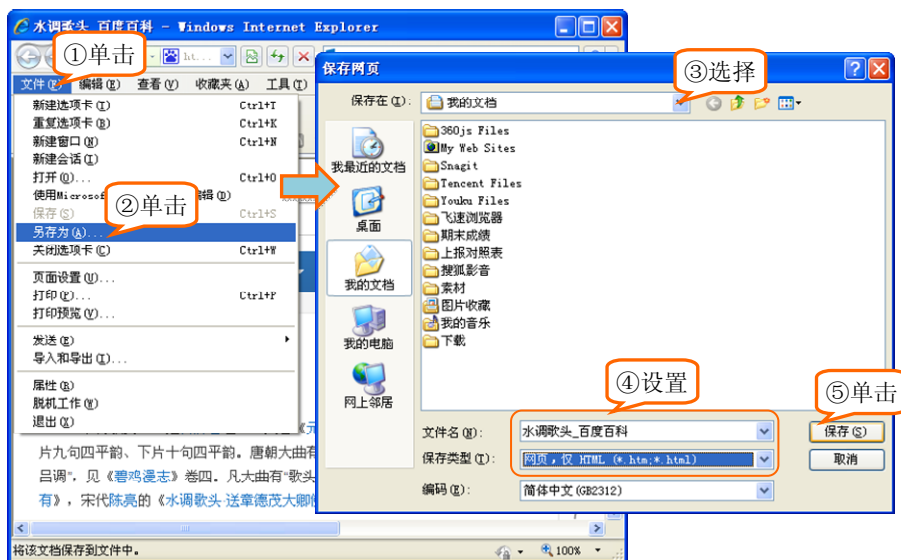 水调歌头_百度百科 - Windows Internet Explorer
①单击
ht...
文件(F) 编辑(E) 查看(V) 收藏夹(A) 工具(T)
新建选项卡(T) Ctrl+T
重复选项卡(B) Ctrl+K
新建窗口(N) Ctrl+N
新建会话(I)
打开(O)... Ctrl+O
使用Microsof 编辑(D)
②单击
保存(S) Ctrl+S
另存为(A)...
关闭选项卡(C) Ctrl+W
页面设置(U)...
打印(P)... Ctrl+P
打印预览(V)...
发送(E)
导入和导出(I)...
属性(R)
脱机工作(W)
退出(X)
片九句四平韵、下片十句四平韵。唐朝大曲有
吕调”，见《碧鸡漫志》卷四。凡大曲有“歌头
有》，宋代陈亮的《水调歌头·送章德茂大卿使
将该文档保存到文件中。
100%
保存网页
③选择
保存在(I): 我的文档
我最近的文档
桌面
我的文档
我的电脑
网上邻居
360js Files
My Web Sites
Snagit
Tencent Files
Youku Files
飞速浏览器
期末成绩
上报对照表
搜狐影音
素材
图片收藏
我的音乐
下载
④设置
⑤单击
文件名(N): 水调歌头_百度百科 保存(S)
保存类型(T): 网页，仅 HTML (*.htm;*.html) 取消
编码(E): 简体中文(GB2312)